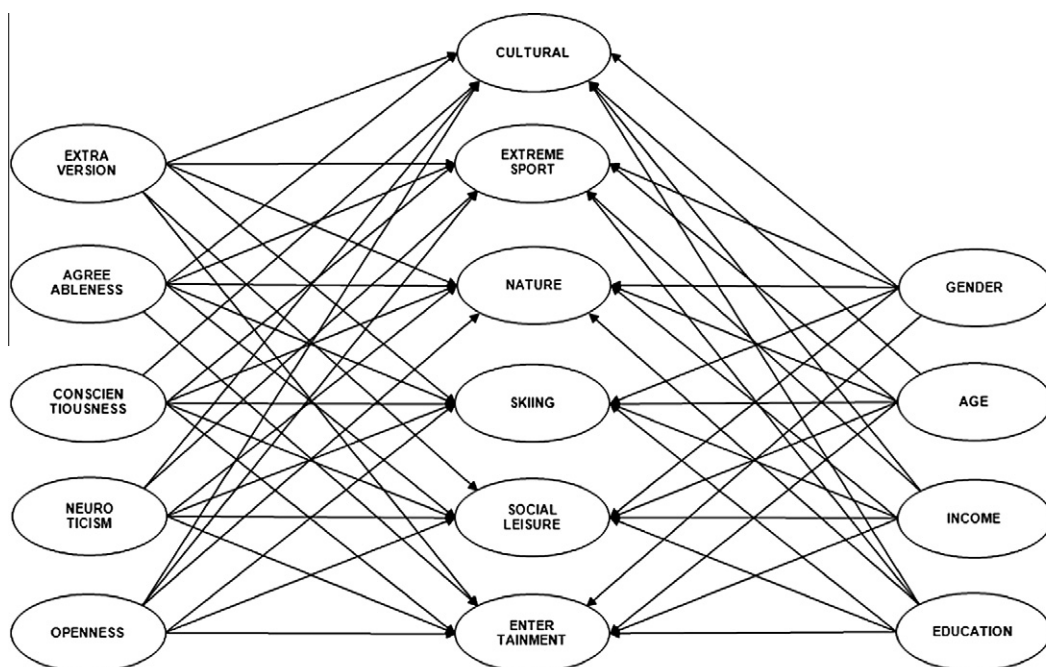 CULTURAL
EXTRA
VERSION
EXTREME
SPORT
AGREE
ABLENESS
NATURE
GENDER
CONSCIEN
TIOUSNESS
SKIING
AGE
NEURO
TICISM
SOCIAL
LEISURE
INCOME
OPENNESS
ENTER
TAINMENT
EDUCATION